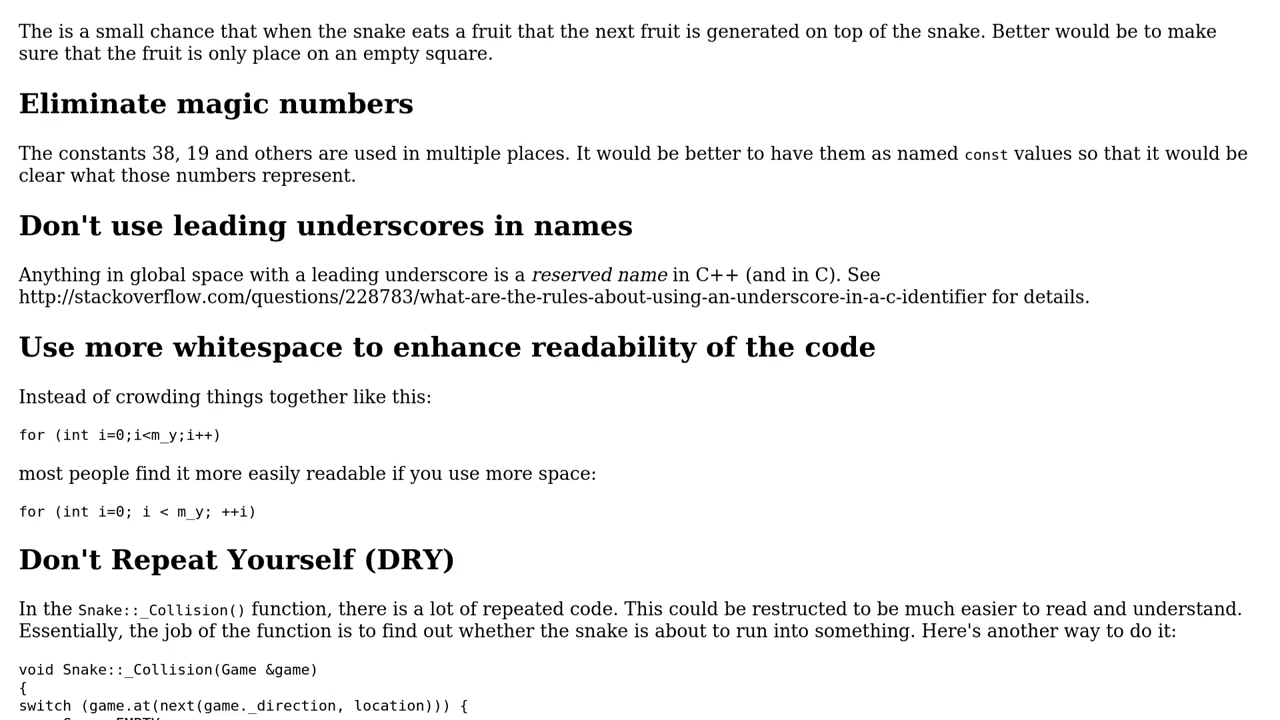 The is a small chance that when the snake eats a fruit that the next fruit is generated on top of the snake. Better would be to make
sure that the fruit is only place on an empty square.
Eliminate magic numbers
The constants 38, 19 and others are used in multiple places. It would be better to have them as named const values so that it would be
clear what those numbers represent.
Don't use leading underscores in names
Anything in global space with a leading underscore is a reserved name in C++ (and in C). See
http://stackoverflow.com/questions/228783/what-are-the-rules-about-using-an-underscore-in-a-c-identifier for details.
Use more whitespace to enhance readability of the code
Instead of crowding things together like this:
for (int i=0;i<m_y;i++)
most people find it more easily readable if you use more space:
for (int i=0; i < m_y; ++i)
Don't Repeat Yourself (DRY)
In the Snake::_Collision() function, there is a lot of repeated code. This could be restructed to be much easier to read and understand.
Essentially, the job of the function is to find out whether the snake is about to run into something. Here's another way to do it:
void Snake::_Collision(Game &game)
{
switch (game.at(next(game._direction, location))) {